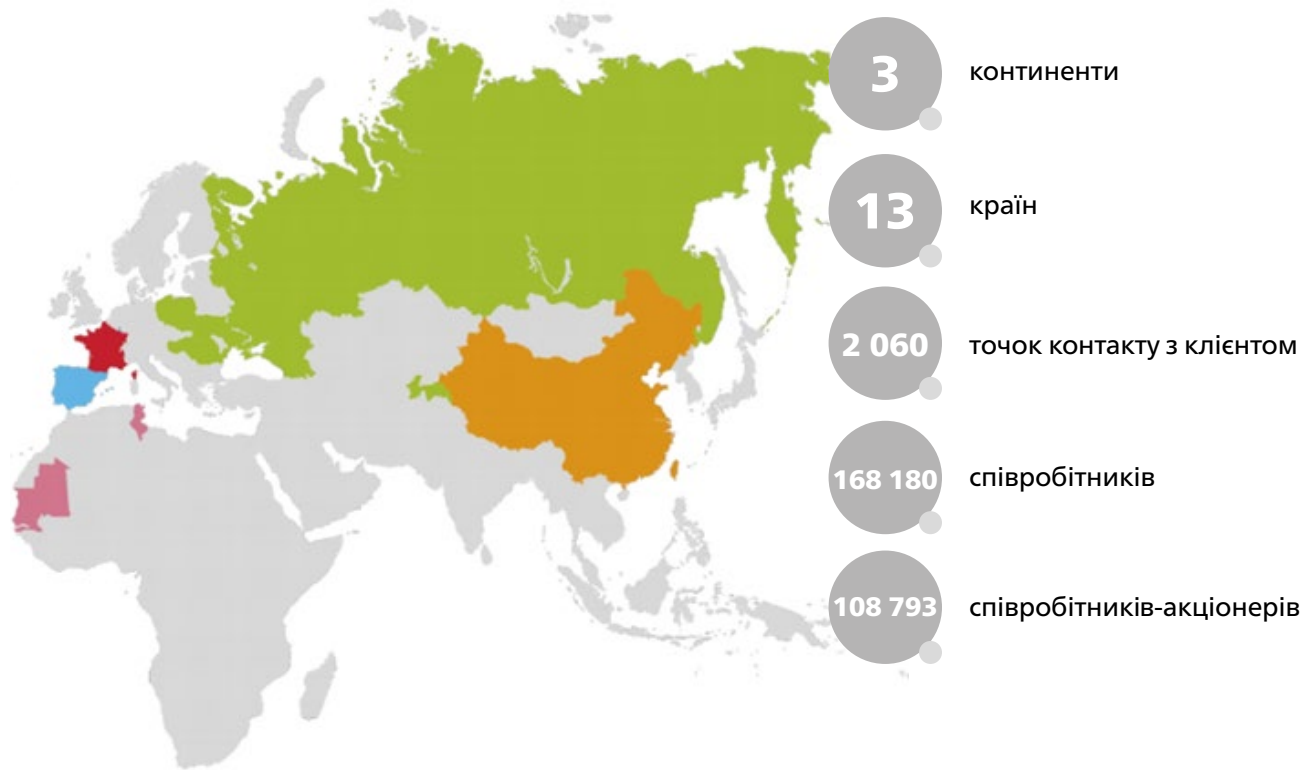 3
континенти
13
країн
2 060
точок контакту з клієнтом
168 180
співробітників
108 793
співробітників-акціонерів